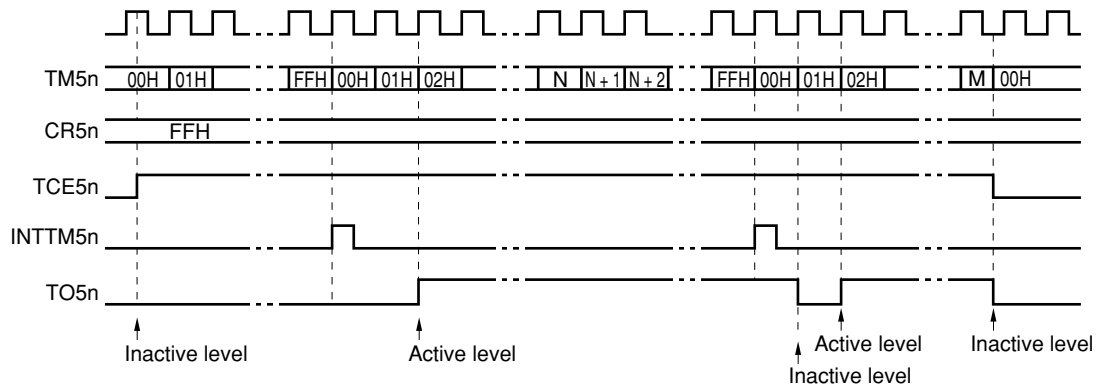 TM5n 00H 01H FFH 00H 01H 02H N N + 1 N + 2 FFH 00H 01H 02H M 00H
CR5n FFH
TCE5n
INTTM5n
TO5n
Inactive level Active level Active level Inactive level
Inactive level